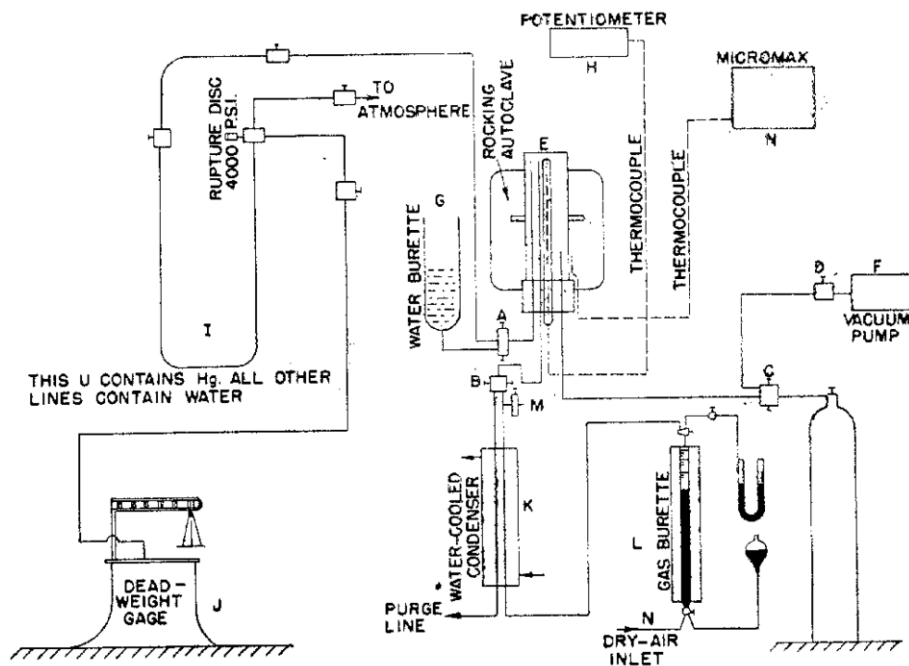 POTENTIOMETER
H
MICROMAX
N
TO
ATMOSPHERE
RUPTURE DISC
4000 P.S.I.
ROCKING
AUTOCLAVE
E
G
WATER BURETTE
THERMOCOUPLE
THERMOCOUPLE
D
F
VACUUM
PUMP
I
A
THIS U CONTAINS Hg. ALL OTHER
LINES CONTAIN WATER
B
M
C
WATER-COOLED
CONDENSER
K
L
GAS BURETTE
DEAD-
WEIGHT
GAGE
J
PURGE
LINE
N
DRY-AIR
INLET